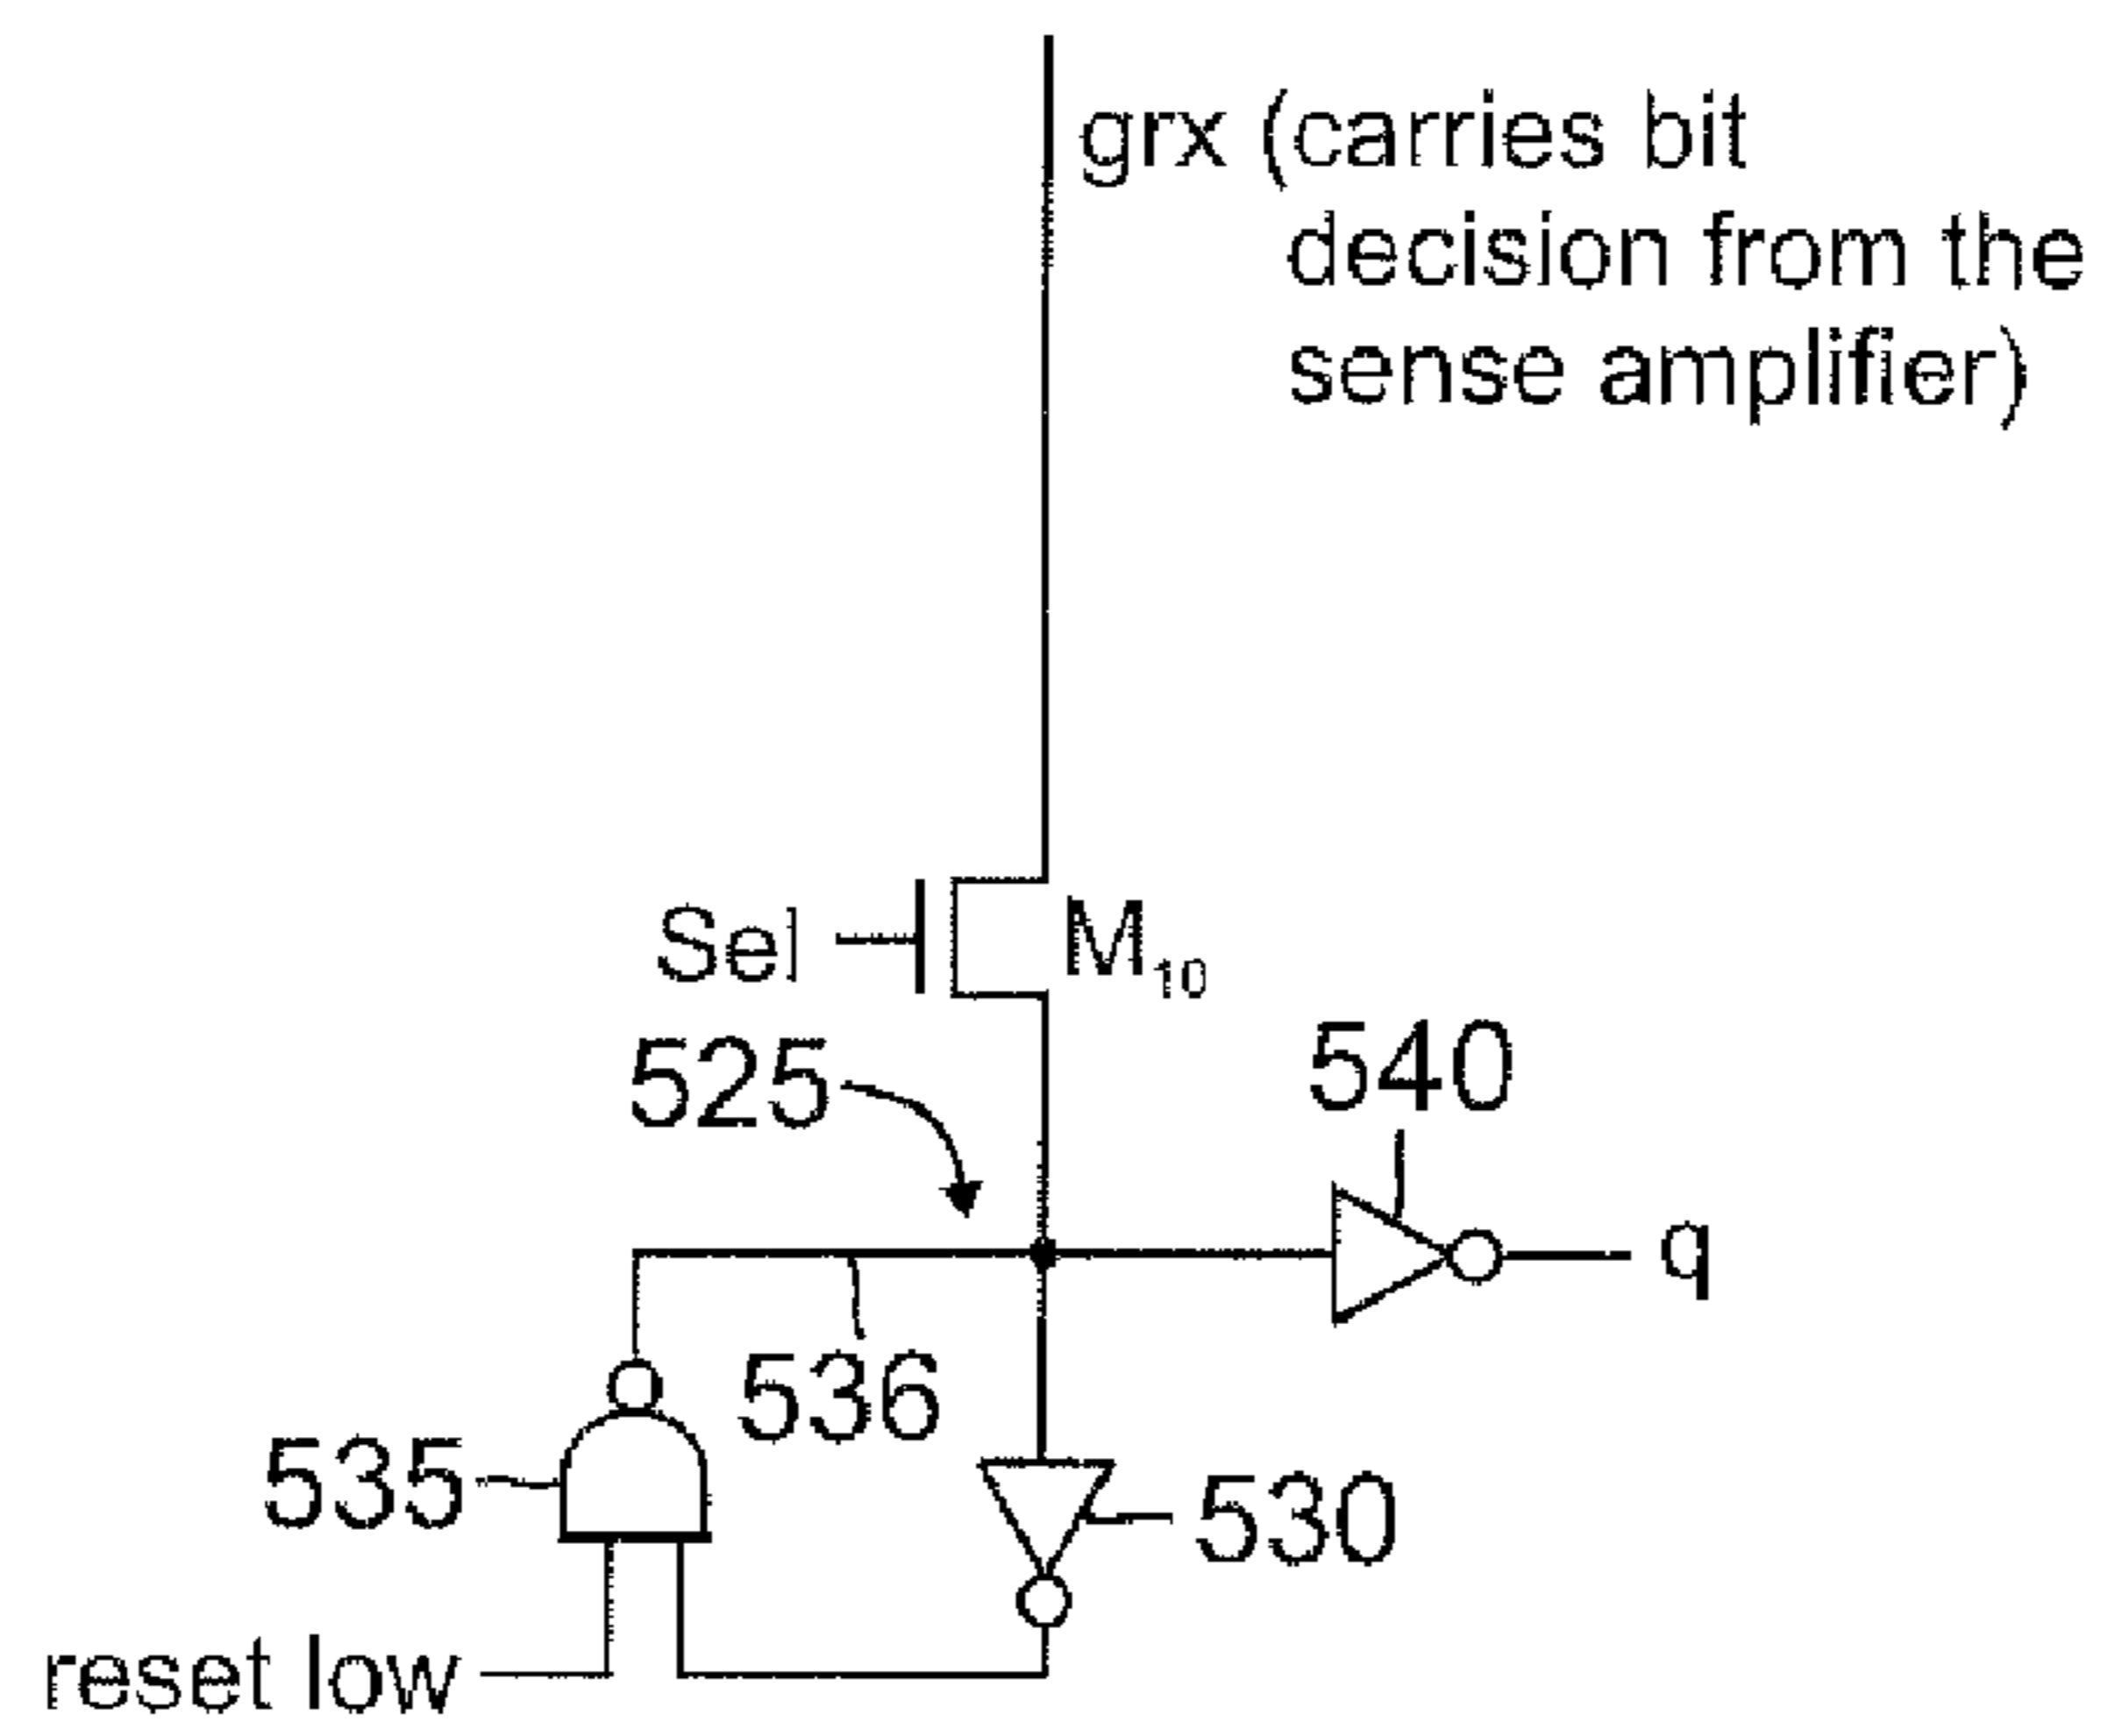 grx (carries bit
decision from the
sense amplifier)
Sel
M10
525
540
q
536
535
530
reset low